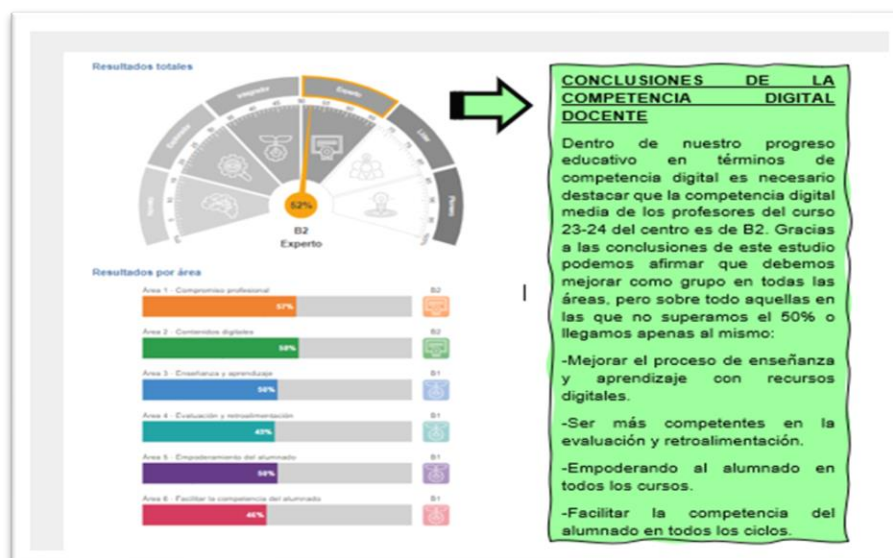 Resultados totales
Integrador
Experto
Líder
Pionero
52%
B2
Experto
Resultados por área
Área 1 - Compromiso profesional
B2
57%
Área 2 - Contenidos digitales
B2
58%
Área 3 - Enseñanza y aprendizaje
B1
50%
Área 4 - Evaluación y retroalimentación
B1
Área 5 - Empoderamiento del alumnado
B1
50%
Área 6 - Facilitar la competencia del alumnado
B1
46%
CONCLUSIONES DE LA
COMPETENCIA DIGITAL
DOCENTE
Dentro de nuestro progreso
educativo en términos de
competencia digital es necesario
destacar que la competencia digital
media de los profesores del curso
23-24 del centro es de B2. Gracias
a las conclusiones de este estudio
podemos afirmar que debemos
mejorar como grupo en todas las
áreas, pero sobre todo aquellas en
las que no superamos el 50% o
llegamos apenas al mismo:
-Mejorar el proceso de enseñanza
y aprendizaje con recursos
digitales.
-Ser más competentes en la
evaluación y retroalimentación.
-Empoderando al alumnado en
todos los cursos.
-Facilitar la competencia del
alumnado en todos los ciclos.